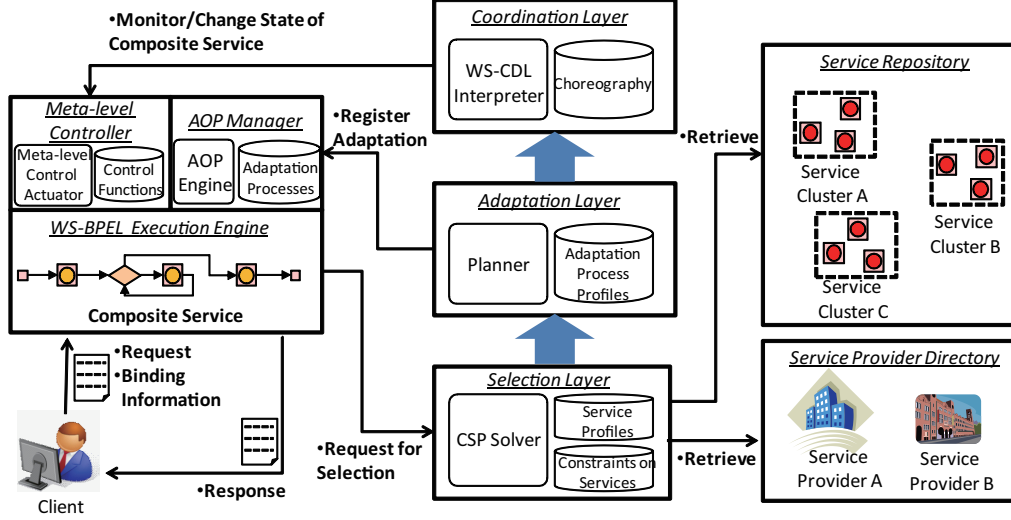 •Monitor/Change State of
Composite Service
Coordination Layer
WS-CDL
Interpreter
Choreography
Meta-level
Controller
Meta-level
Control
Actuator
Control
Functions
AOP Manager
AOP
Engine
Adaptation
Processes
•Register
Adaptation
WS-BPEL Execution Engine
Composite Service
Adaptation Layer
Planner
Adaptation
Process
Profiles
•Request
•Binding
Information
•Response
Client
•Request for
Selection
Selection Layer
CSP Solver
Service
Profiles
Constraints on
Services
•Retrieve
•Retrieve
Service Repository
Service
Cluster A
Service
Cluster B
Service
Cluster C
Service Provider Directory
Service
Provider A
Service
Provider B